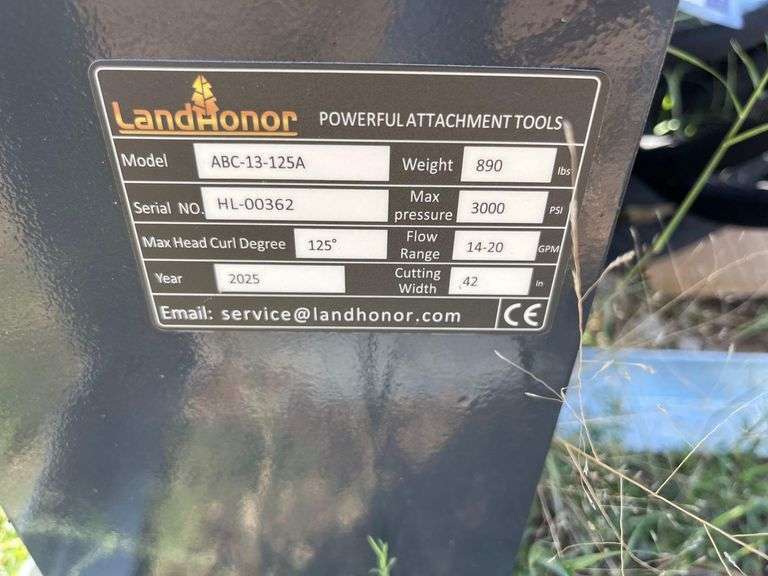 LandHonor POWERFUL ATTACHMENT TOOLS
Model ABC-13-125A Weight 890 lbs
Serial NO. HL-00362 Max pressure 3000 PSI
Max Head Curl Degree 125° Flow Range 14-20 GPM
Year 2025 Cutting Width 42 In
Email: service@landhonor.com CE